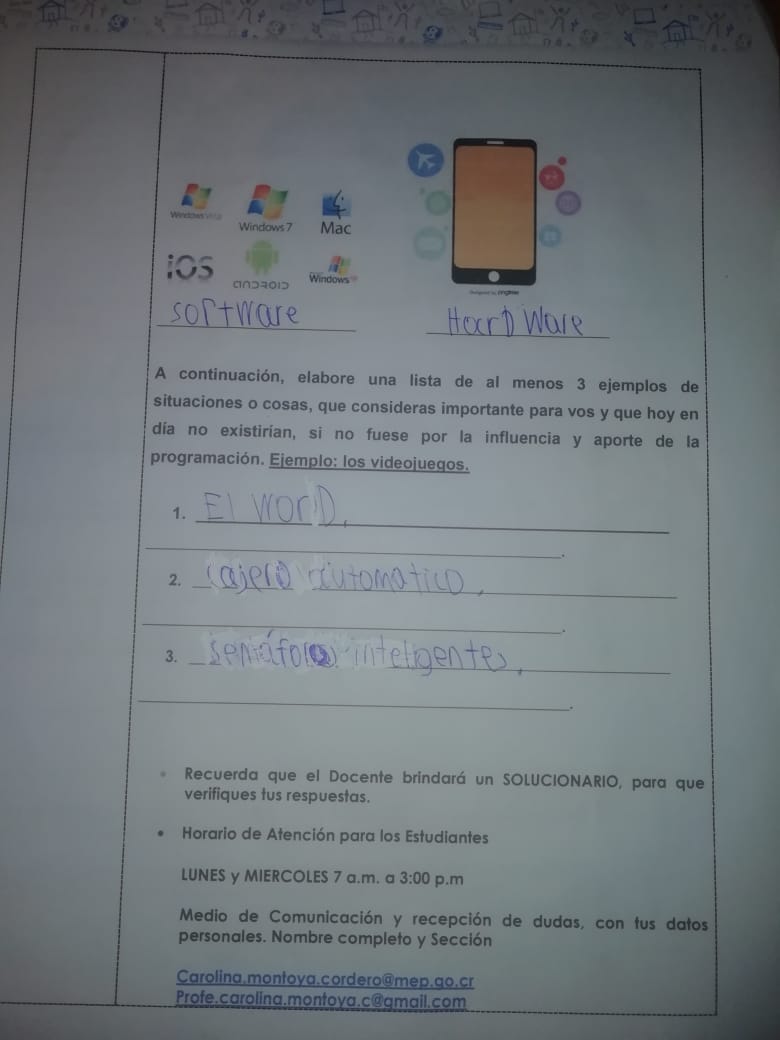 Windows Vista
Windows 7
Mac
iOS
ANDROID
Windows XP
software
HarDWare
A continuación, elabore una lista de al menos 3 ejemplos de
situaciones o cosas, que consideras importante para vos y que hoy en
día no existirían, si no fuese por la influencia y aporte de la
programación. Ejemplo: los videojuegos.
1. El WorD,
.
2. Cajero automatico,
.
3. semáforos inteligentes,
.
Recuerda que el Docente brindará un SOLUCIONARIO, para que
verifiques tus respuestas.
Horario de Atención para los Estudiantes
LUNES y MIERCOLES 7 a.m. a 3:00 p.m
Medio de Comunicación y recepción de dudas, con tus datos
personales. Nombre completo y Sección
Carolina.montoya.cordero@mep.go.cr
Profe.carolina.montoya.c@gmail.com